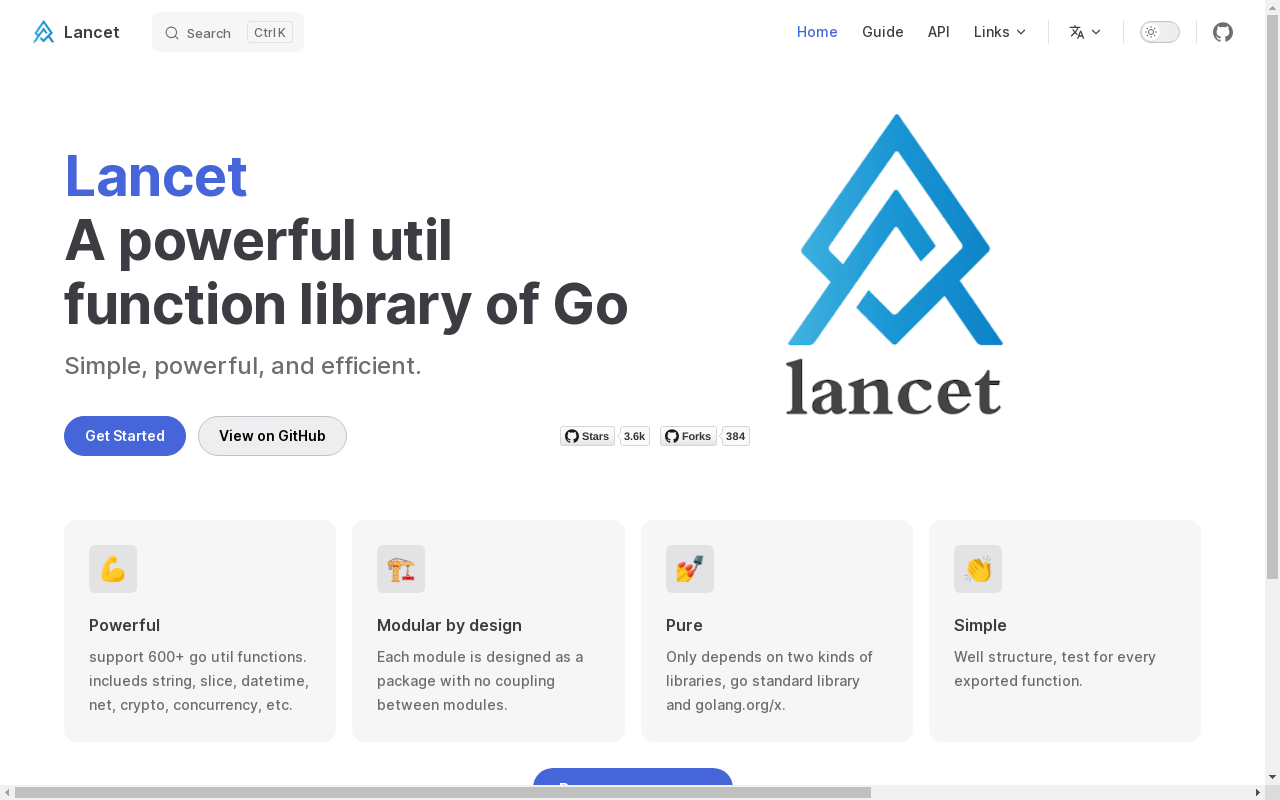 Lancet
Search
Ctrl K
Home
Guide
API
Links
Lancet
A powerful util
function library of Go
Simple, powerful, and efficient.
Get Started
View on GitHub
Stars
3.6k
Forks
384
lancet
Powerful
support 600+ go util functions.
inclueds string, slice, datetime,
net, crypto, concurrency, etc.
Modular by design
Each module is designed as a
package with no coupling
between modules.
Pure
Only depends on two kinds of
libraries, go standard library
and golang.org/x.
Simple
Well structure, test for every
exported function.